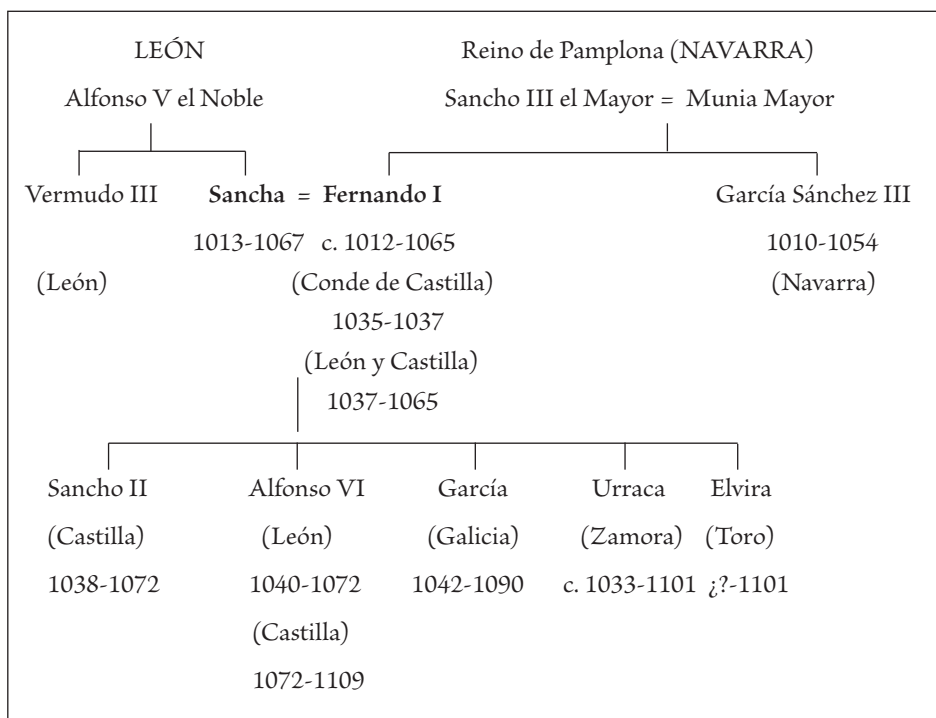 LEÓN Reino de Pamplona (NAVARRA)
Alfonso V el Noble Sancho III el Mayor = Munia Mayor
Vermudo III Sancha = Fernando I García Sánchez III
1013-1067 c. 1012-1065 1010-1054
(León) (Conde de Castilla) (Navarra)
1035-1037
(León y Castilla)
1037-1065
Sancho II Alfonso VI García Urraca Elvira
(Castilla) (León) (Galicia) (Zamora) (Toro)
1038-1072 1040-1072 1042-1090 c. 1033-1101 ¿?-1101
(Castilla)
1072-1109